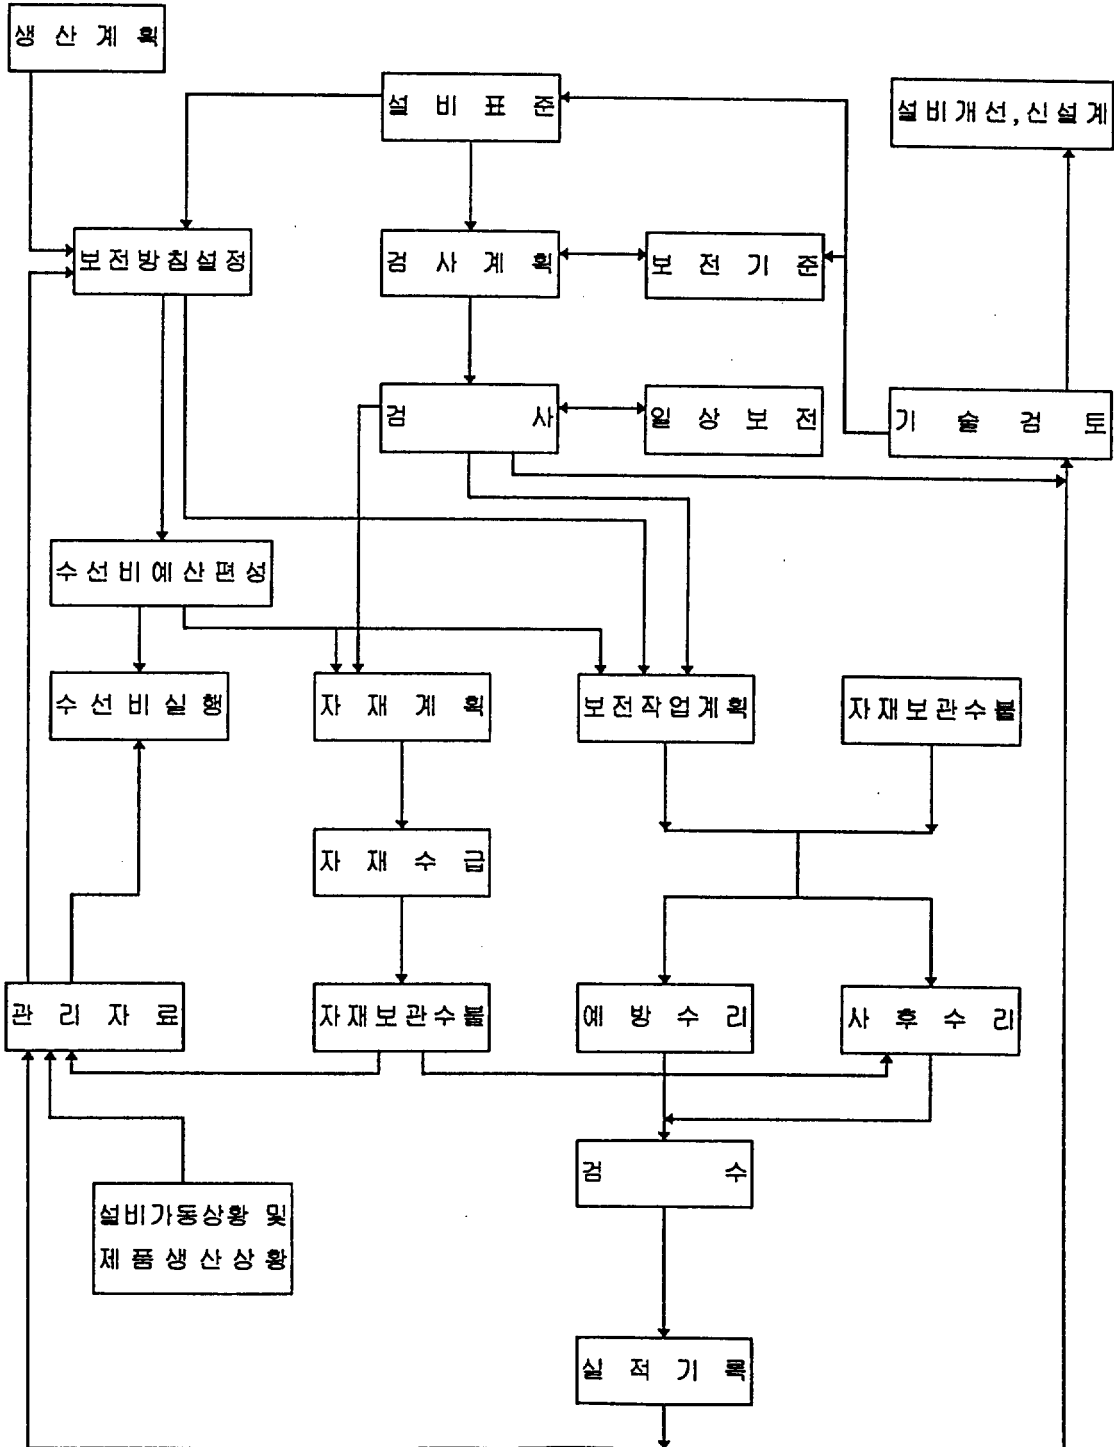 생산계획
설비표준
설비개선,신설계
보전방침설정
검사계획
보전기준
검사
일상보전
기술검토
수선비예산편성
수선비실행
자재계획
보전작업계획
자재보관수불
자재수급
관리자료
자재보관수불
예방수리
사후수리
검수
설비가동상황 및
제품생산상황
실적기록